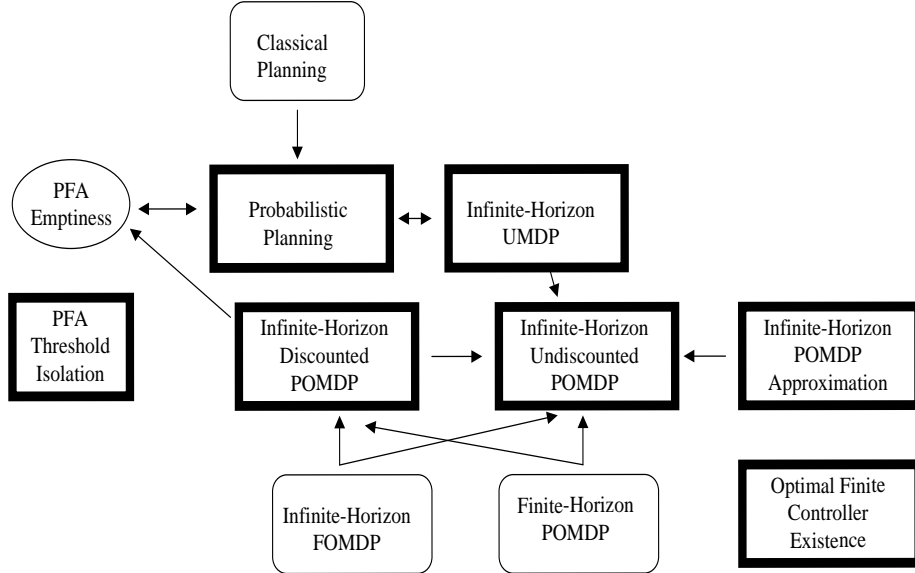 Classical
Planning
PFA
Emptiness
Probabilistic
Planning
Infinite-Horizon
UMDP
PFA
Threshold
Isolation
Infinite-Horizon
Discounted
POMDP
Infinite-Horizon
Undiscounted
POMDP
Infinite-Horizon
POMDP
Approximation
Infinite-Horizon
FOMDP
Finite-Horizon
POMDP
Optimal Finite
Controller
Existence